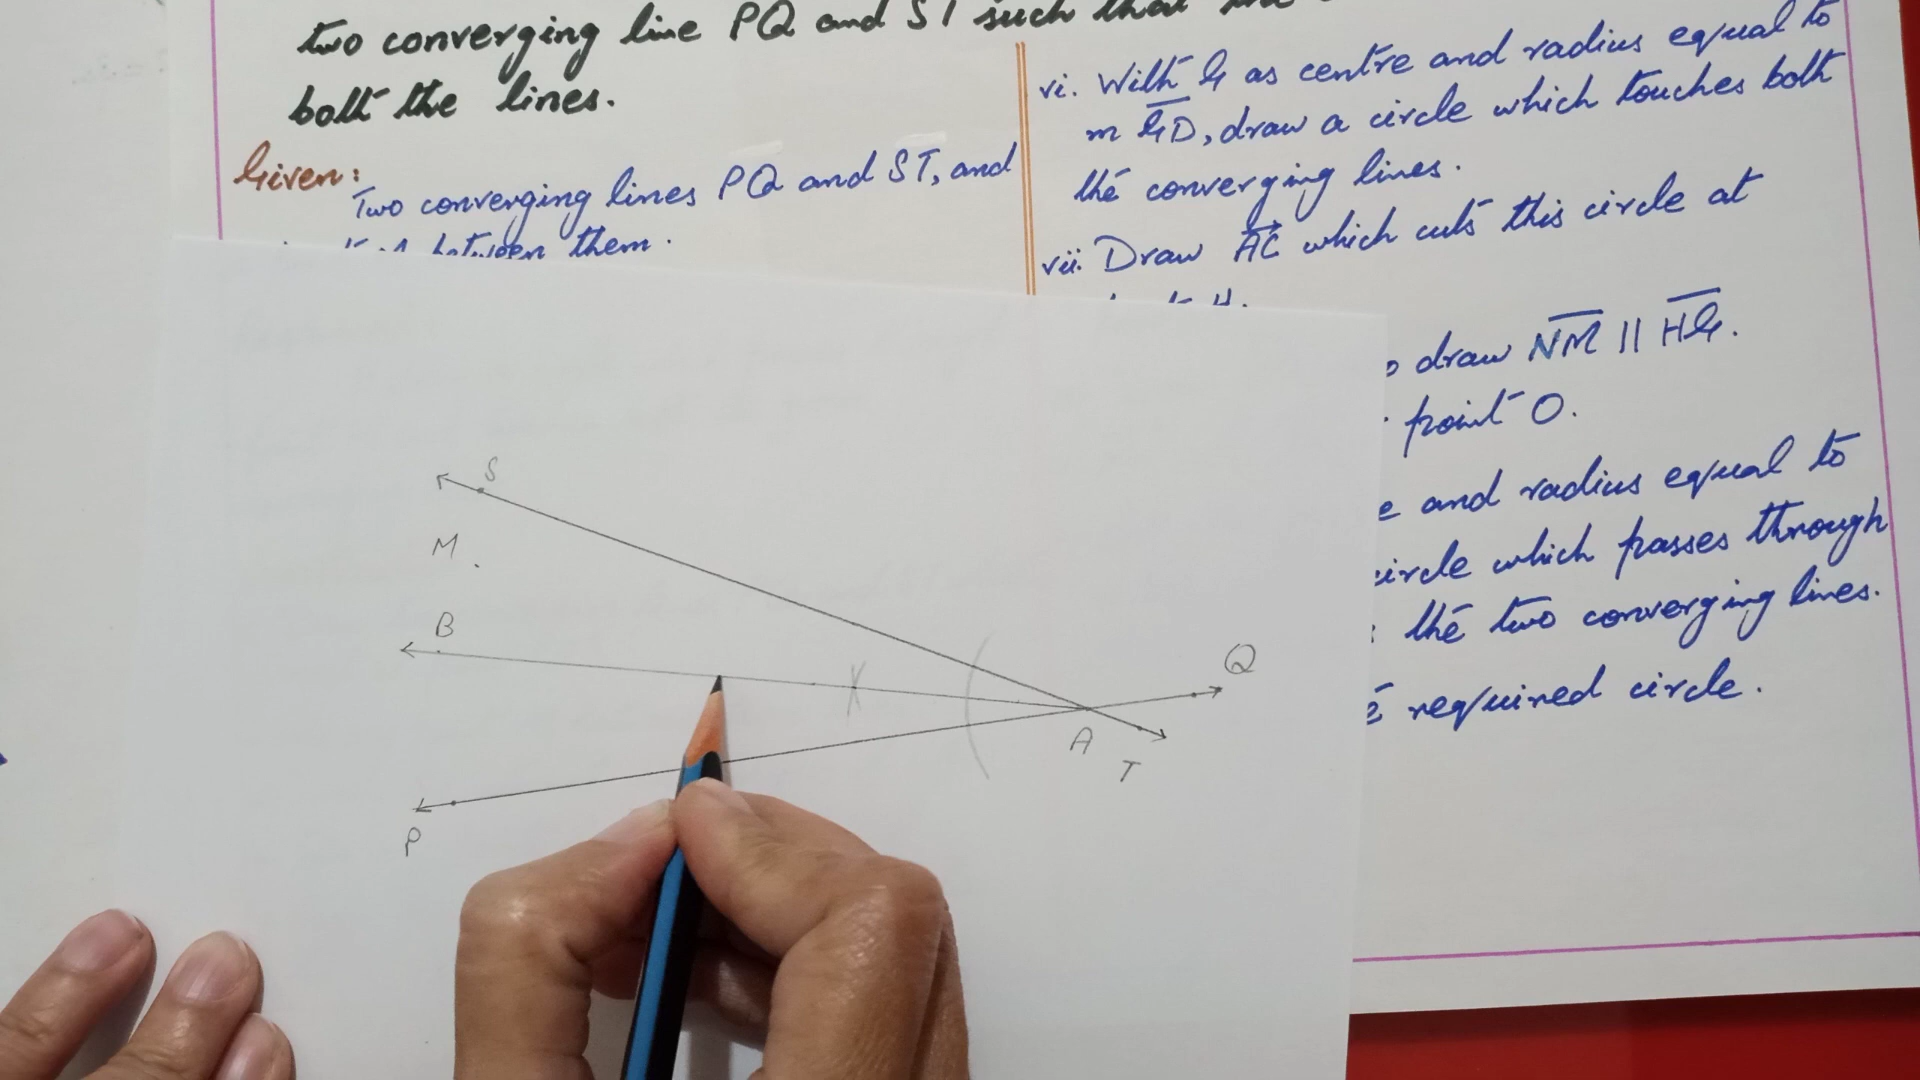 two converging line PQ and ST such that the
both the lines.
Given:
Two converging lines PQ and ST, and
between them.
vi. With G as centre and radius equal to
m GD, draw a circle which touches both
the converging lines.
vii. Draw AC which cuts this circle at
H.
draw NM || HG.
point O.
e and radius equal to
circle which passes through
the two converging lines.
required circle.
S
M
B
Q
A
T
P